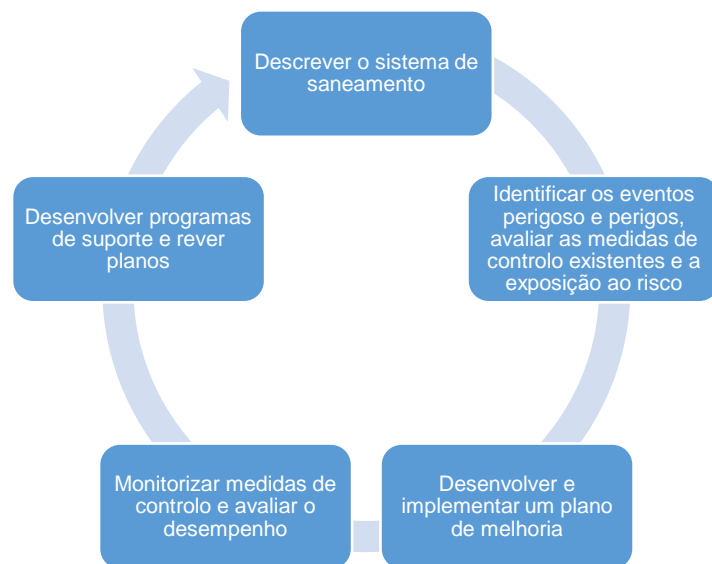 Descrever o sistema de
saneamento
Identificar os eventos
perigoso e perigos,
avaliar as medidas de
controlo existentes e a
exposição ao risco
Desenvolver e
implementar um plano
de melhoria
Monitorizar medidas de
controlo e avaliar o
desempenho
Desenvolver programas
de suporte e rever
planos